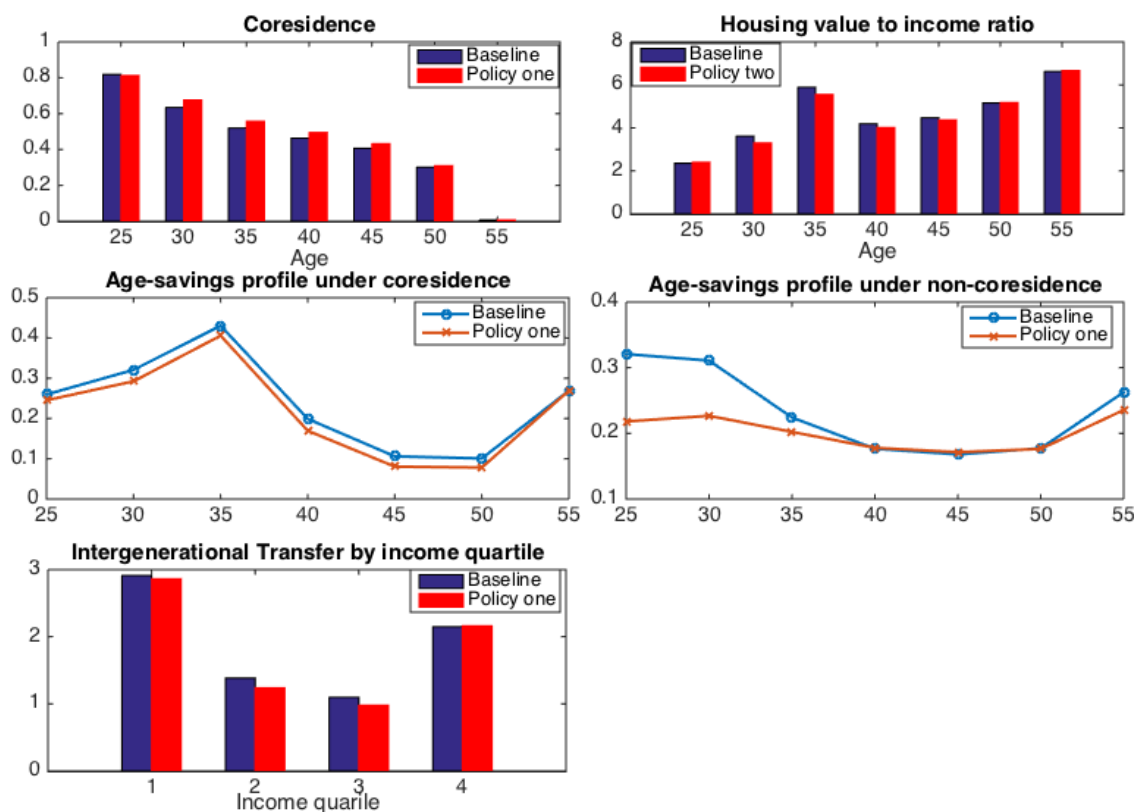 Coresidence
1
0.8
0.6
0.4
0.2
0
Baseline
Policy one
25 30 35 40 45 50 55
Age
Housing value to income ratio
8
6
4
2
0
Baseline
Policy two
25 30 35 40 45 50 55
Age
Age-savings profile under coresidence
0.5
0.4
0.3
0.2
0.1
0
Baseline
Policy one
25 30 35 40 45 50 55
Age-savings profile under non-coresidence
0.4
0.3
0.2
0.1
Baseline
Policy one
25 30 35 40 45 50 55
Intergenerational Transfer by income quartile
3
2
1
0
Baseline
Policy one
1 2 3 4
Income quarile